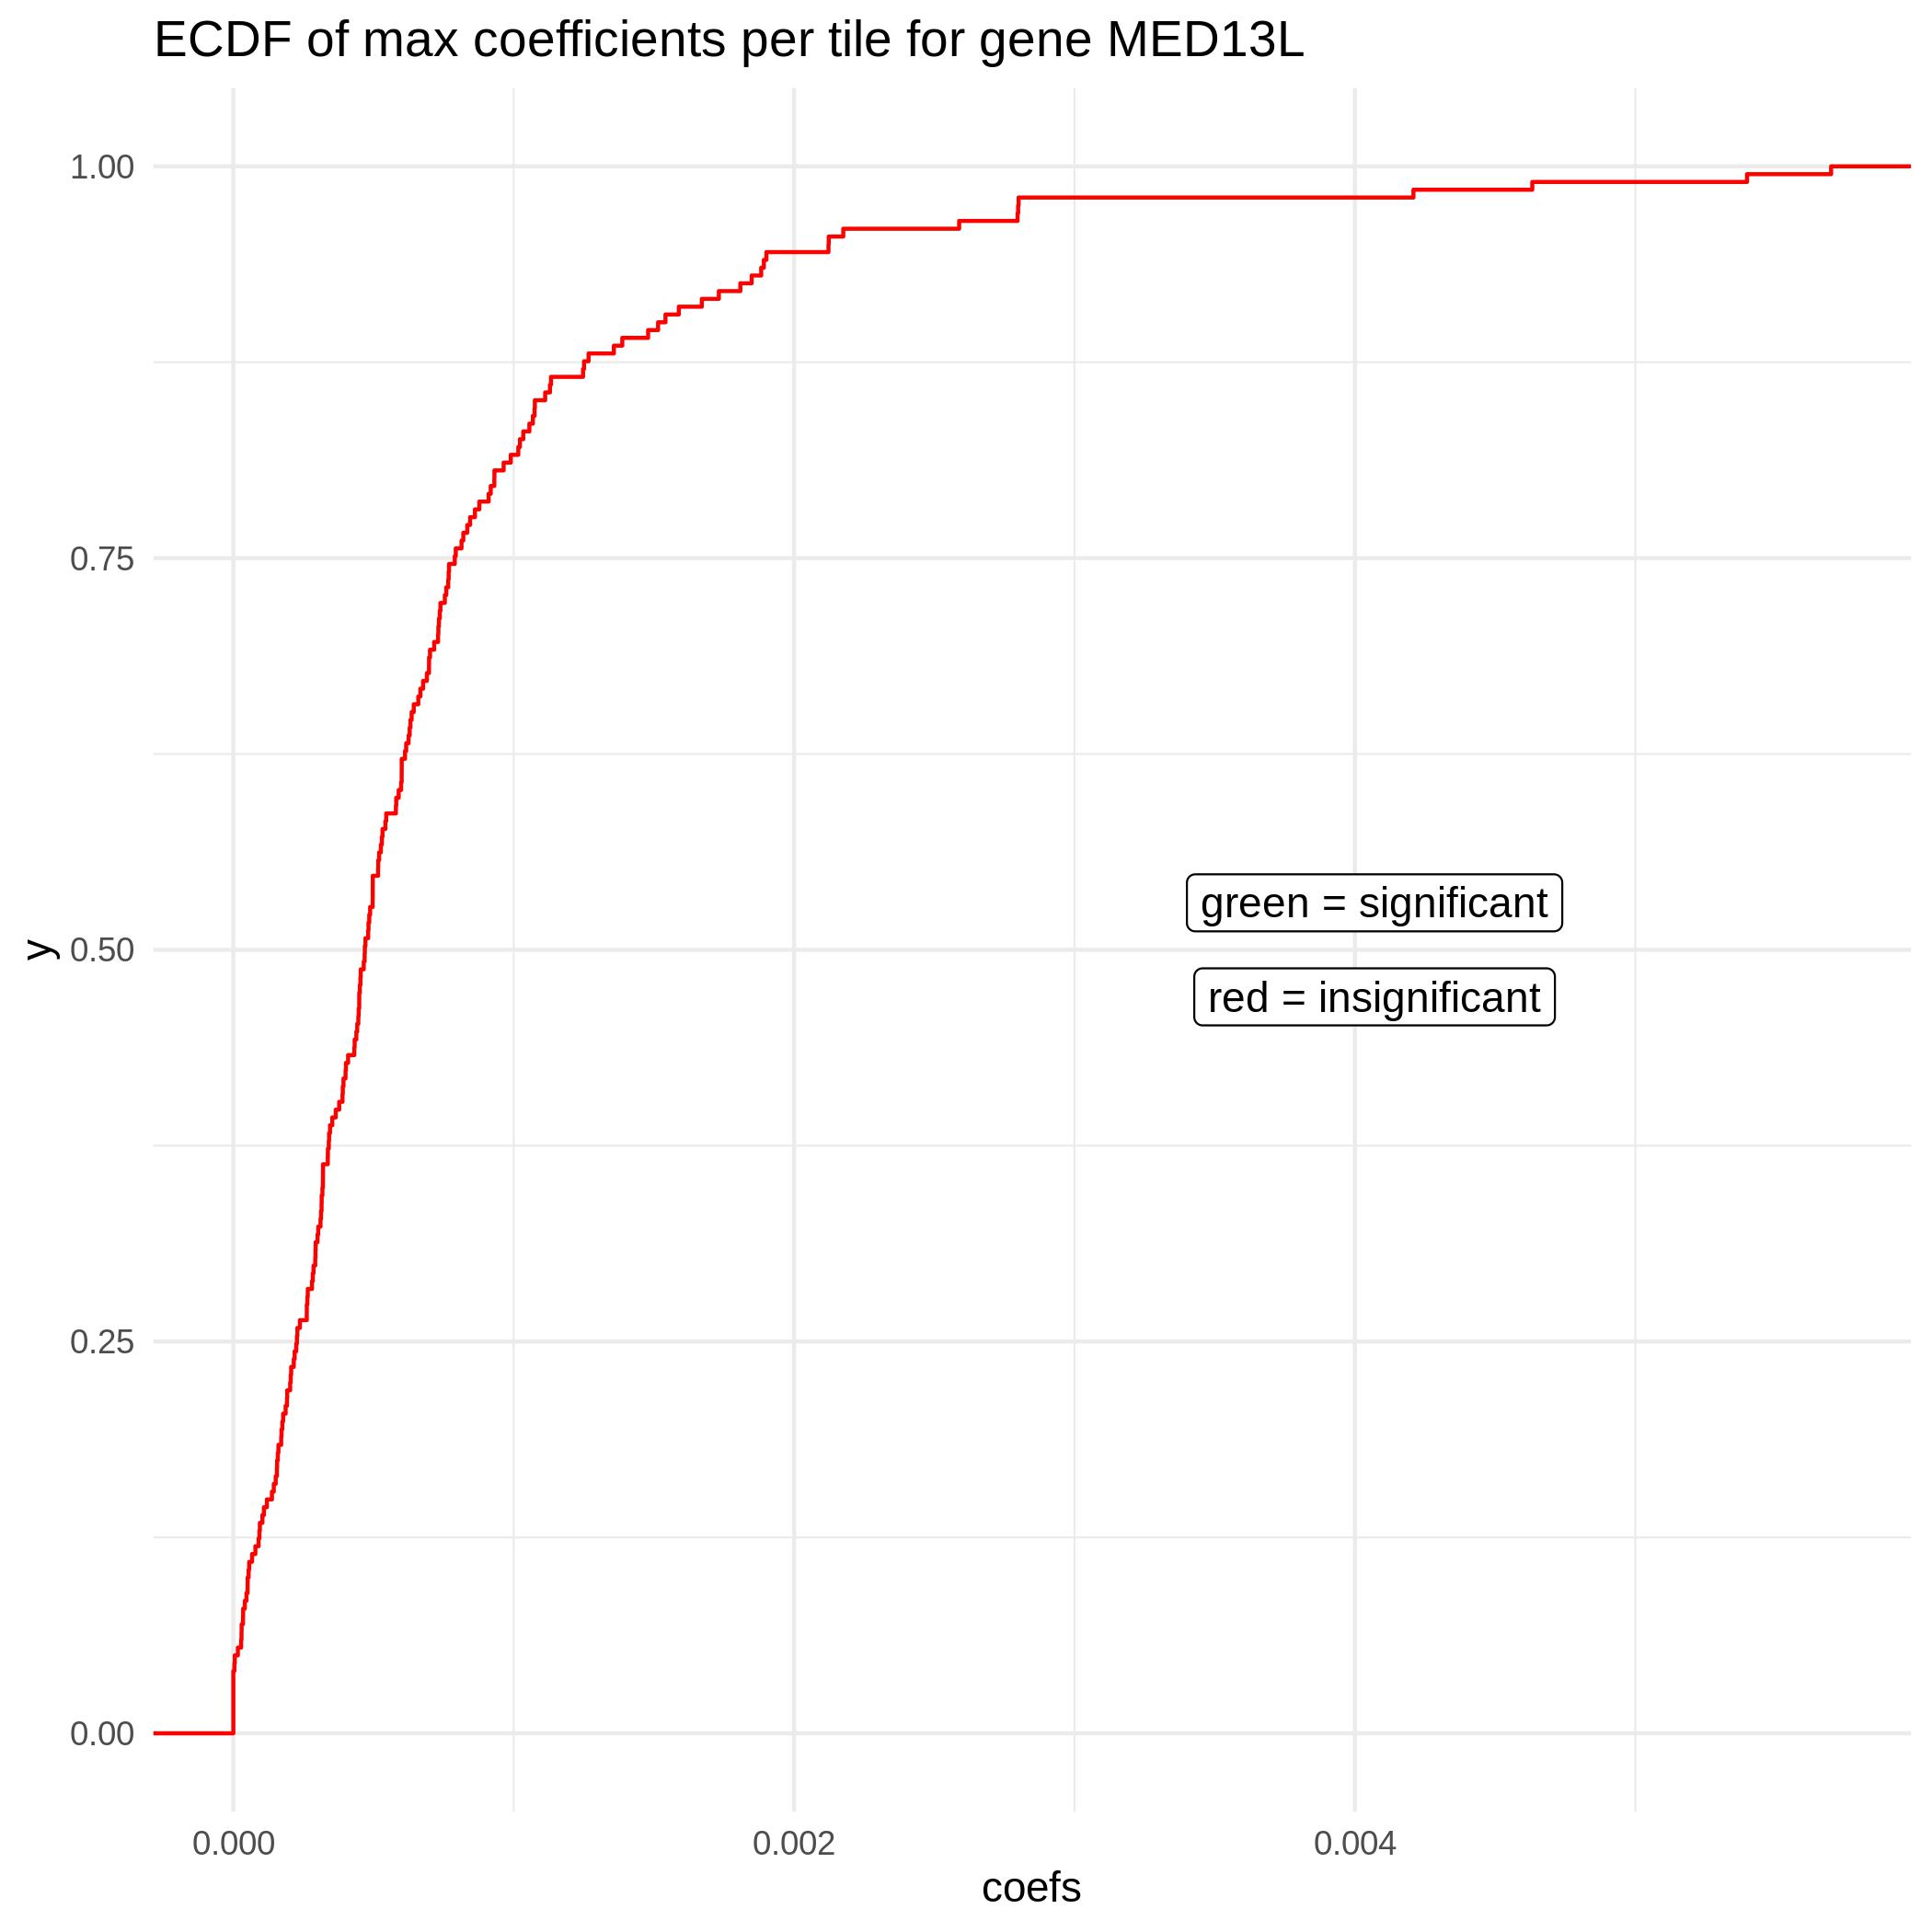 ECDF of max coefficients per tile for gene MED13L
1.00
0.75
0.50
0.25
0.00
y
green = significant
red = insignificant
0.000 0.002 0.004
coefs